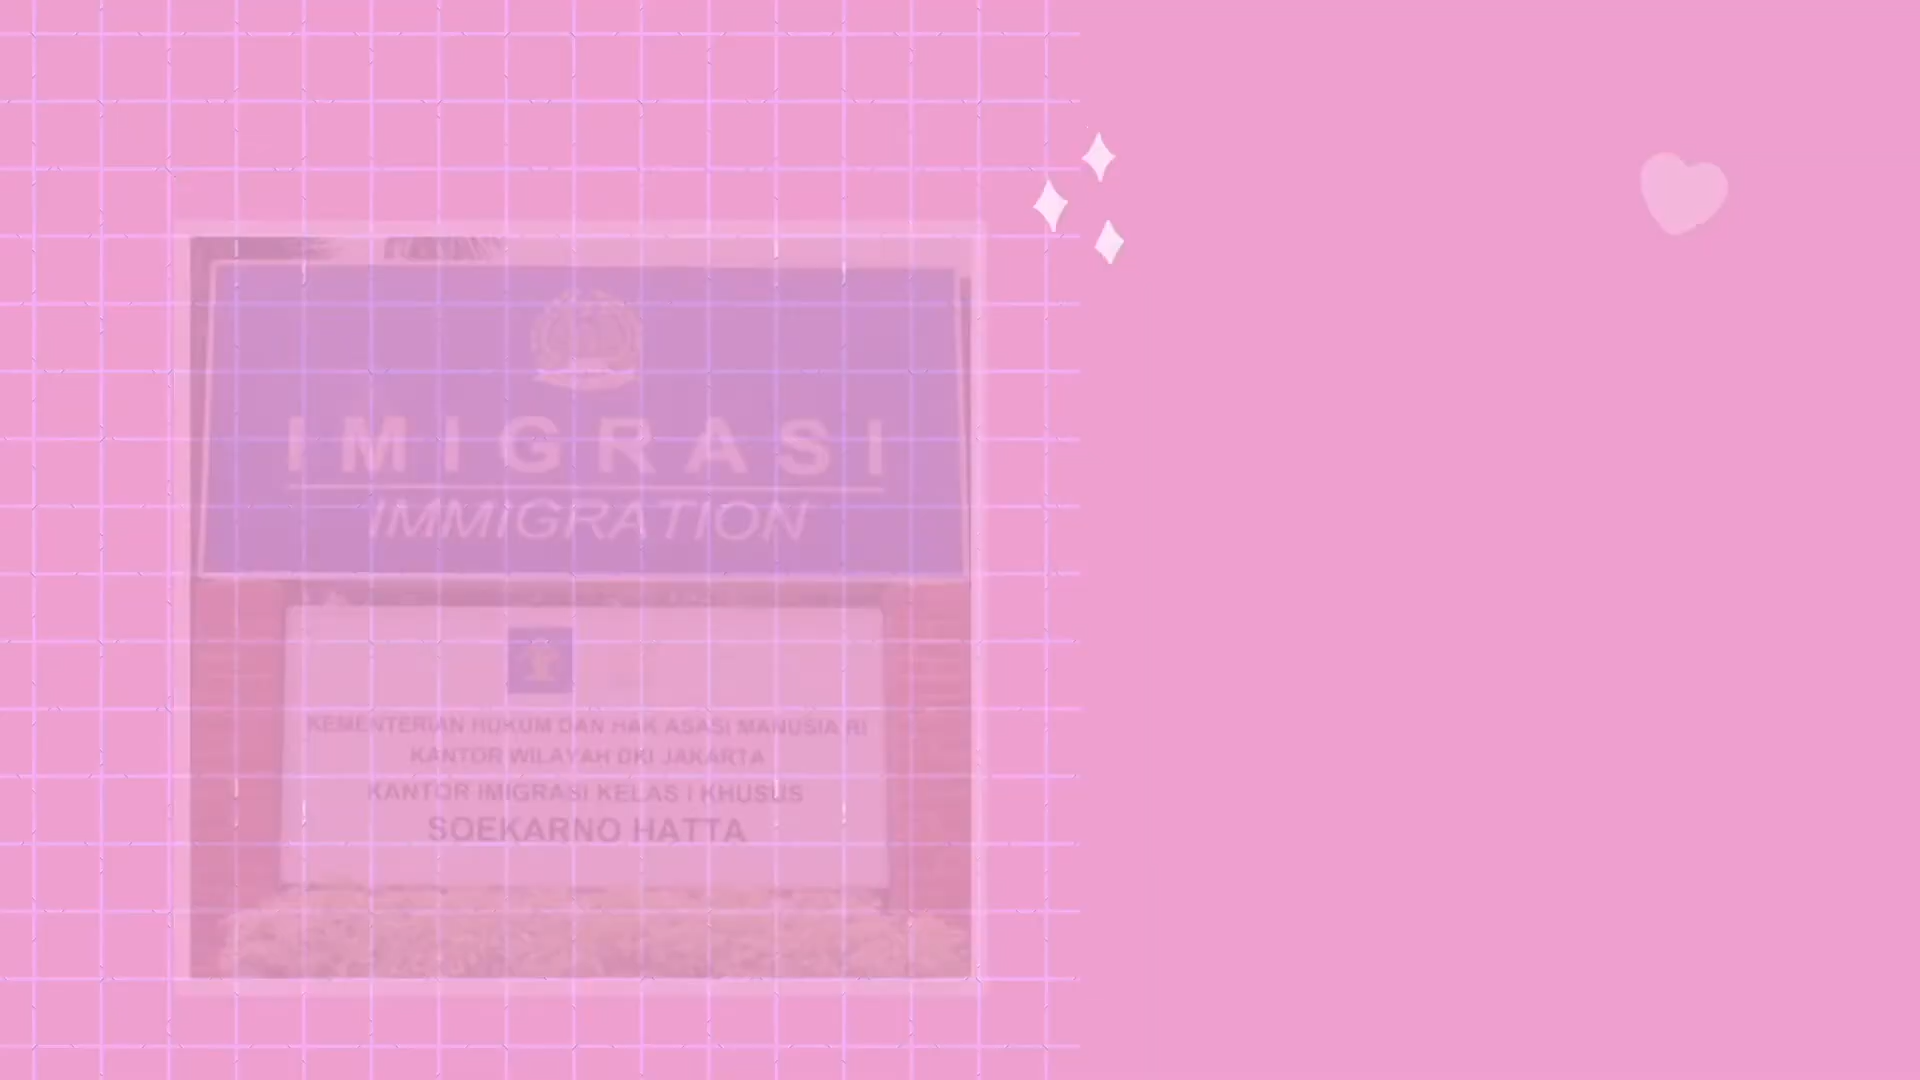 IMIGRASI
IMMIGRATION
KEMENTERIAN HUKUM DAN HAK ASASI MANUSIA RI
KANTOR WILAYAH DKI JAKARTA
KANTOR IMIGRASI KELAS I KHUSUS
SOEKARNO HATTA